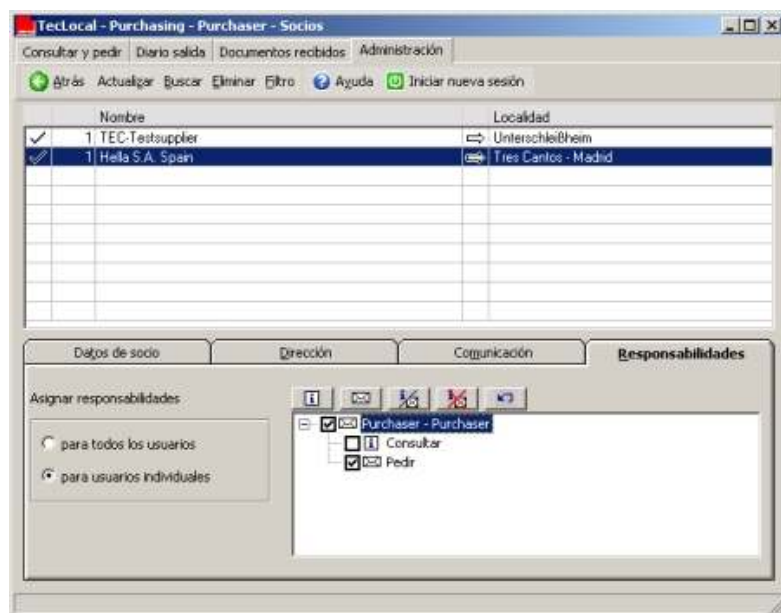 TecLocal - Purchasing - Purchaser - Socios
Consultar y pedir Diario salida Documentos recibidos Administración
Atrás Actualizar Buscar Eliminar Filtro Ayuda Iniciar nueva sesión
Nombre Localidad
1 TEC-Testsupplier Unterschleißheim
1 Hella S.A. Spain Tres Cantos - Madrid
Datos de socio Dirección Comunicación Responsabilidades
Asignar responsabilidades
Purchaser - Purchaser
para todos los usuarios Consultar
Pedir
para usuarios individuales